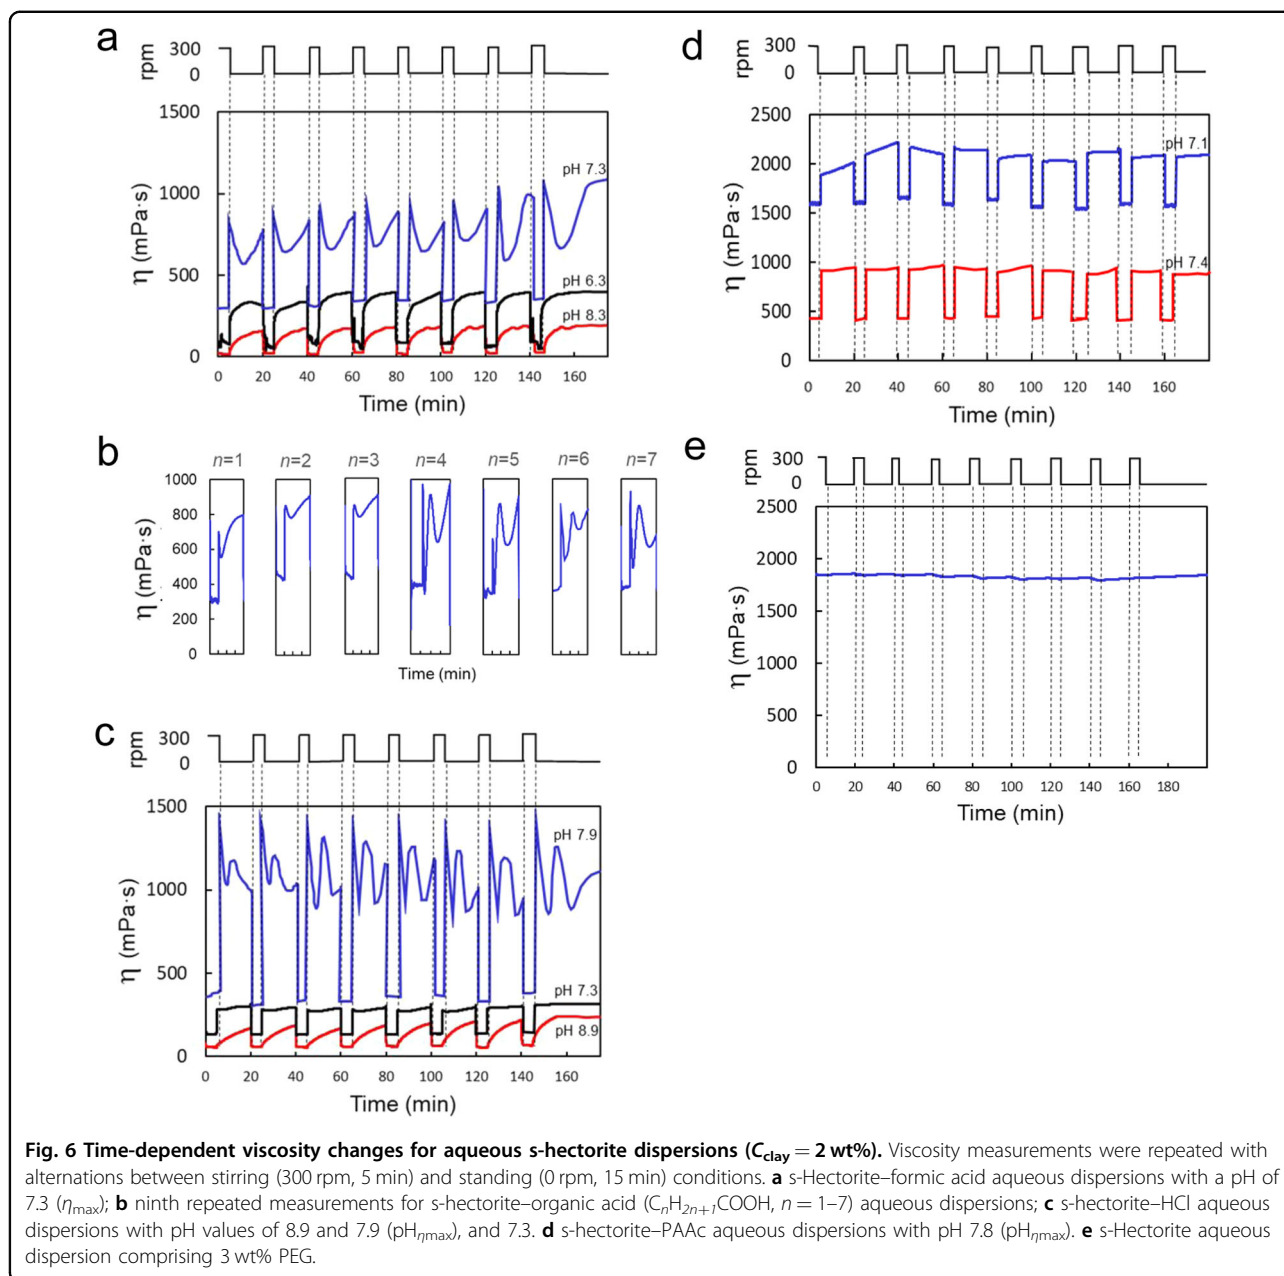 a
300
0
rpm
1500
1000
500
0
η (mPa·s)
pH 7.3
pH 6.3
pH 8.3
0 20 40 60 80 100 120 140 160
Time (min)
b
n=1 n=2 n=3 n=4 n=5 n=6 n=7
1000
800
600
400
200
0
η (mPa·s)
Time (min)
c
300
0
rpm
1500
1000
500
0
η (mPa·s)
pH 7.9
pH 7.3
pH 8.9
0 20 40 60 80 100 120 140 160
Time (min)
d
300
0
rpm
2500
2000
1500
1000
500
0
η (mPa·s)
pH 7.1
pH 7.4
0 20 40 60 80 100 120 140 160
Time (min)
e
300
0
rpm
2500
2000
1500
1000
500
0
η (mPa·s)
0 20 40 60 80 100 120 140 160 180
Time (min)
Fig. 6 Time-dependent viscosity changes for aqueous s-hectorite dispersions (C_clay = 2 wt%). Viscosity measurements were repeated with
alternations between stirring (300 rpm, 5 min) and standing (0 rpm, 15 min) conditions. a s-Hectorite–formic acid aqueous dispersions with a pH of
7.3 (η_max); b ninth repeated measurements for s-hectorite–organic acid (C_nH_2n+1COOH, n = 1–7) aqueous dispersions; c s-hectorite–HCl aqueous
dispersions with pH values of 8.9 and 7.9 (pH_ηmax), and 7.3. d s-hectorite–PAAc aqueous dispersions with pH 7.8 (pH_ηmax). e s-Hectorite aqueous
dispersion comprising 3 wt% PEG.